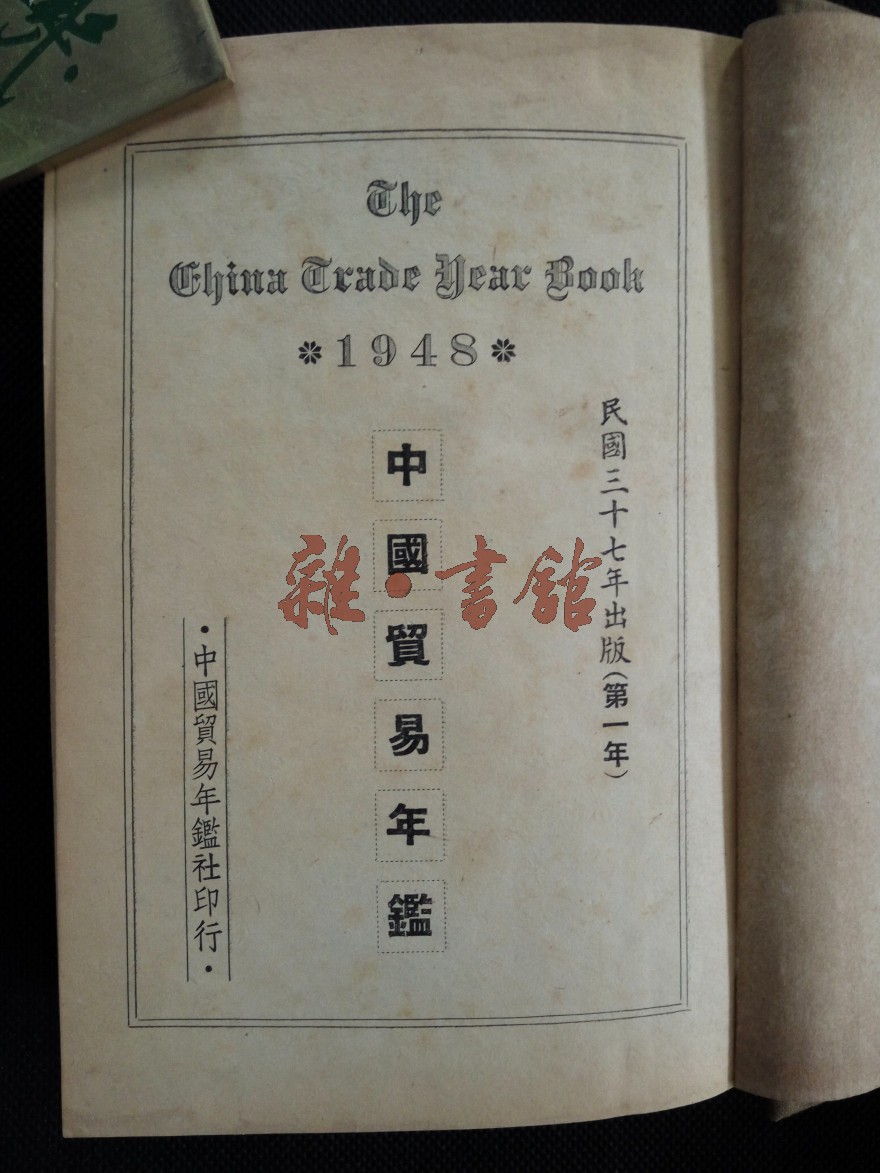 The
China Trade Year Book
1948
民國三十七年出版(第一年)
中國貿易年鑑
·中國貿易年鑑社印行·
雜·書館